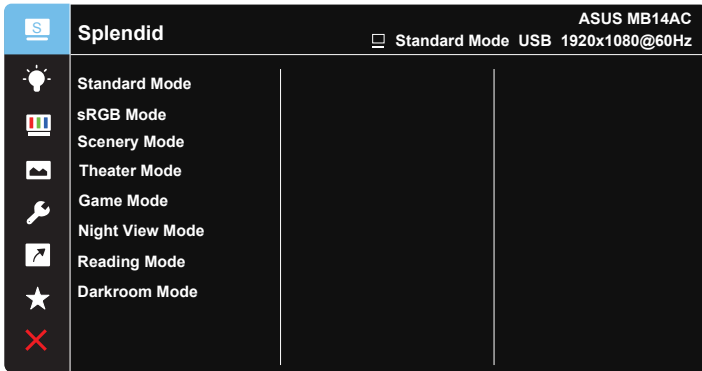 S
Splendid
ASUS MB14AC
Standard Mode USB 1920x1080@60Hz
Standard Mode
sRGB Mode
Scenery Mode
Theater Mode
Game Mode
Night View Mode
Reading Mode
Darkroom Mode